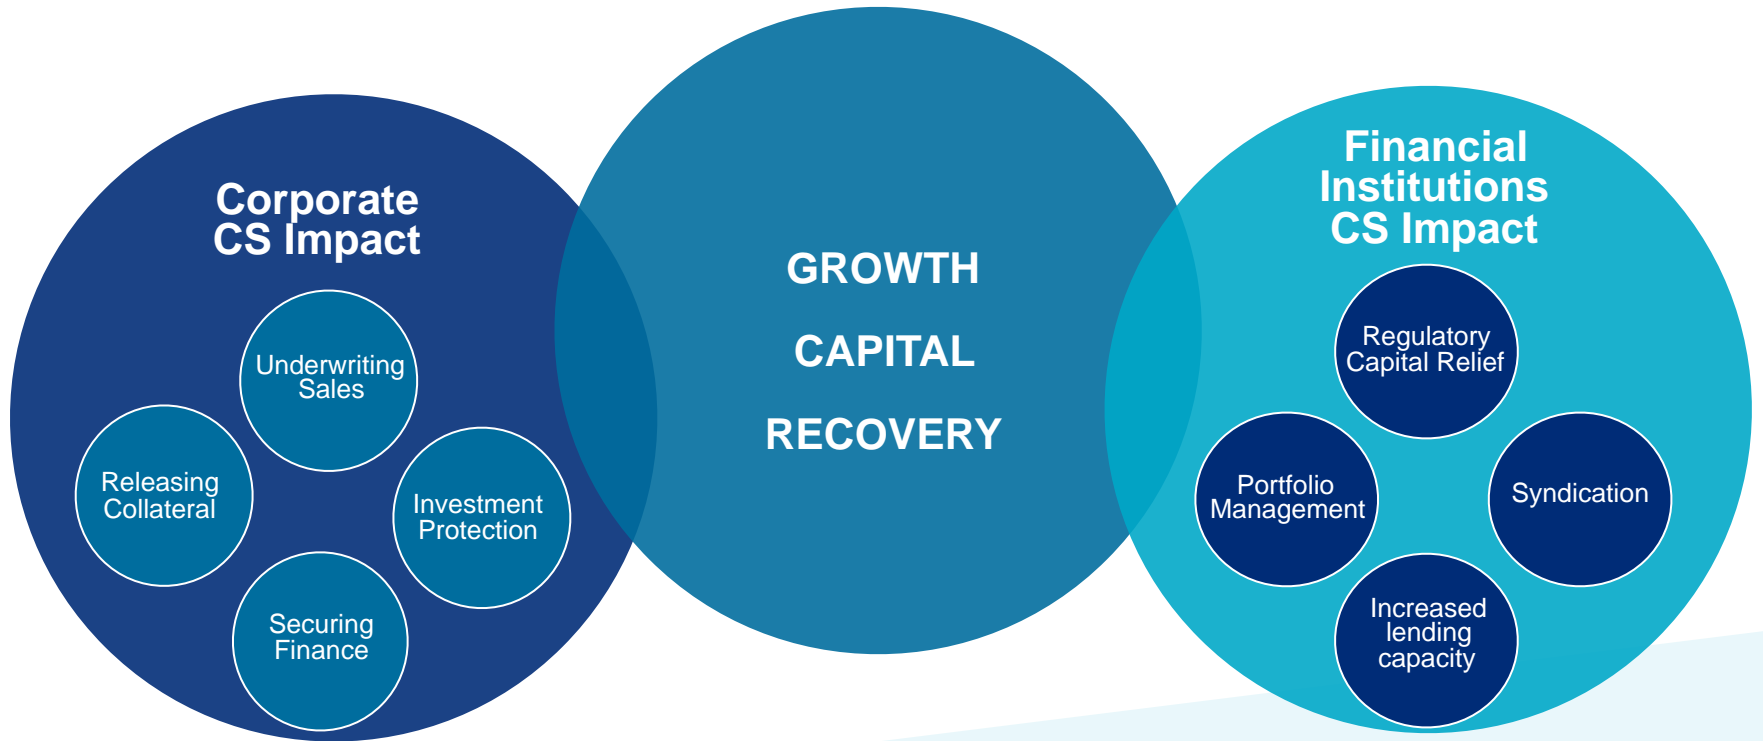 Corporate
CS Impact
Underwriting
Sales
Releasing
Collateral
Investment
Protection
Securing
Finance
GROWTH
CAPITAL
RECOVERY
Financial
Institutions
CS Impact
Regulatory
Capital Relief
Portfolio
Management
Syndication
Increased
lending
capacity